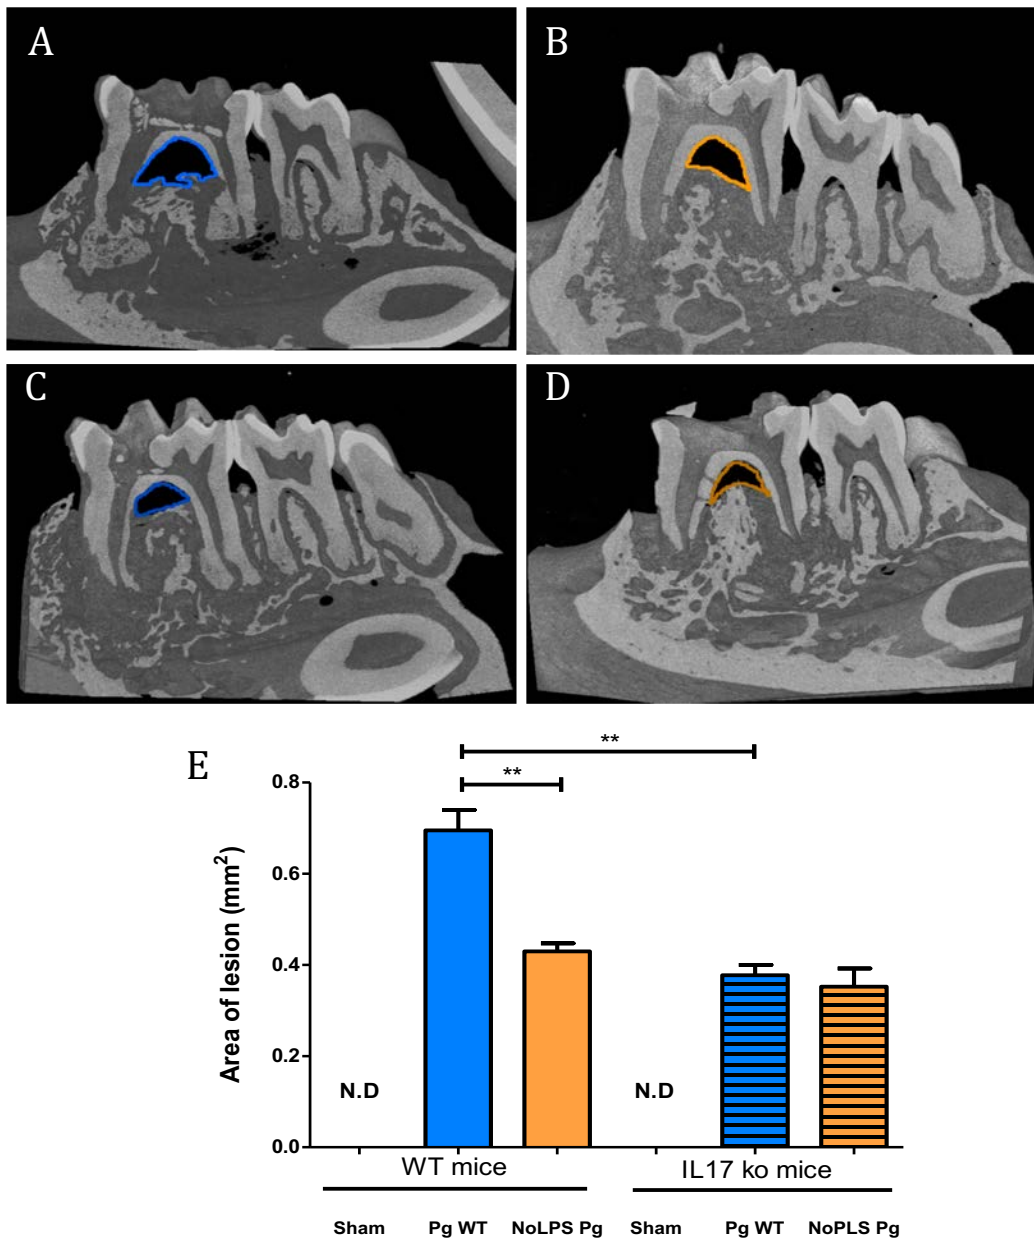 A
B
C
D
E
**
**
Area of lesion (mm²)
0.8
0.6
0.4
0.2
0.0
N.D
N.D
WT mice
IL17 ko mice
Sham Pg WT NoLPS Pg Sham Pg WT NoPLS Pg